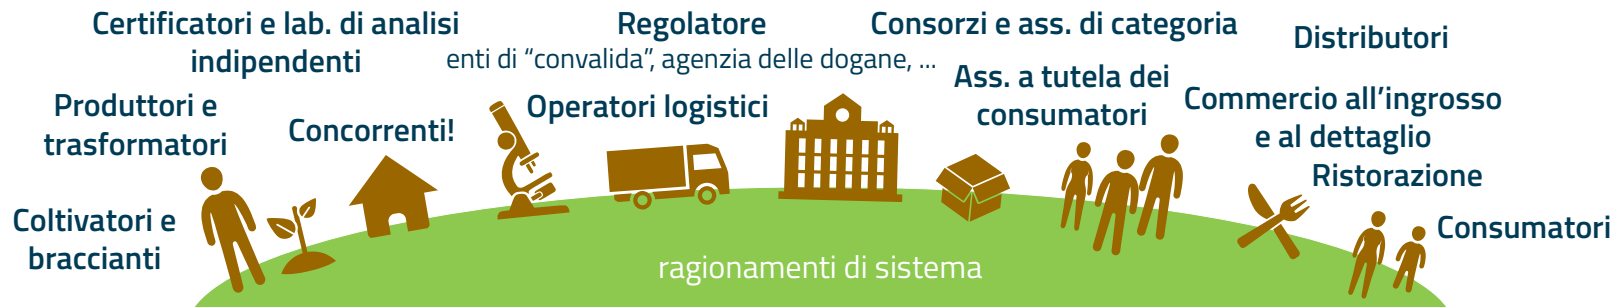 Certificatori e lab. di analisi
indipendenti
Regolatore
enti di “convalida”, agenzia delle dogane, ...
Consorzi e ass. di categoria
Distributori
Produttori e
trasformatori
Concorrenti!
Operatori logistici
Ass. a tutela dei
consumatori
Commercio all’ingrosso
e al dettaglio
Ristorazione
Coltivatori e
braccianti
Consumatori
ragionamenti di sistema